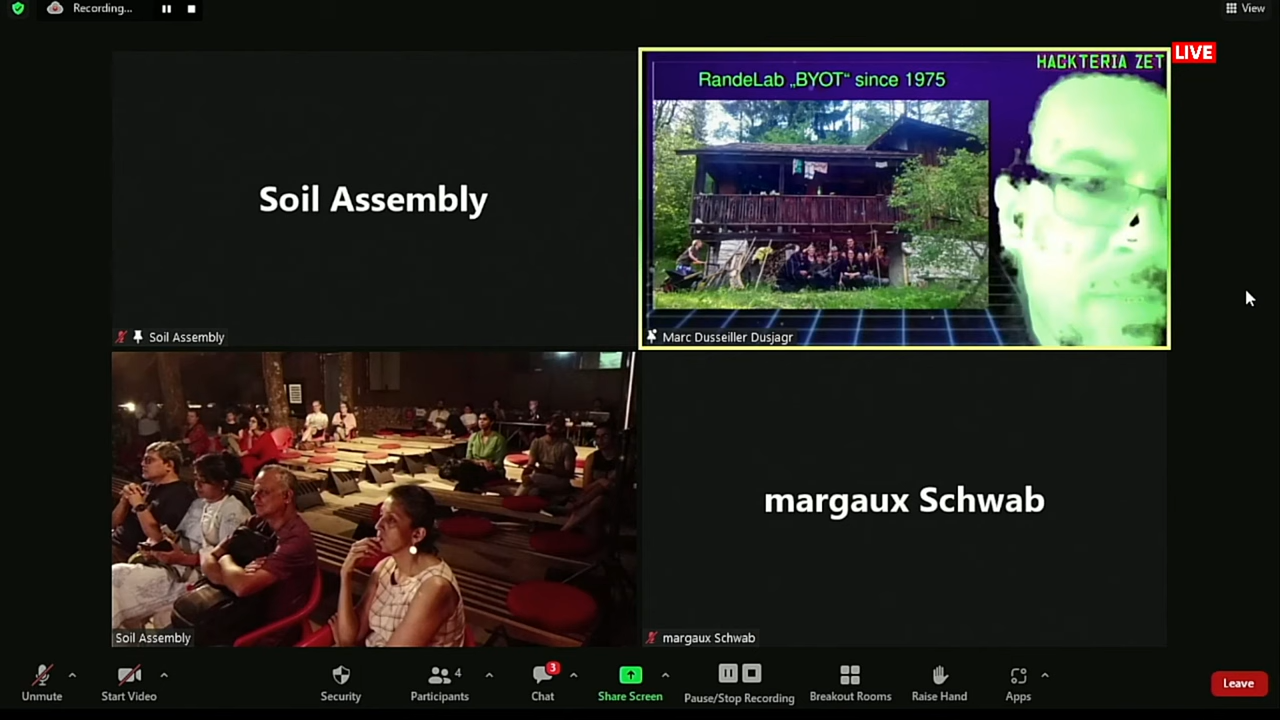 Recording...
View
LIVE
Soil Assembly
Soil Assembly
HACKTERIA ZET
RandeLab „BYOT“ since 1975
Marc Dusseiller Dusjagr
Soil Assembly
margaux Schwab
margaux Schwab
Unmute
Start Video
Security
4
Participants
3
Chat
Share Screen
Pause/Stop Recording
Breakout Rooms
Raise Hand
Apps
Leave